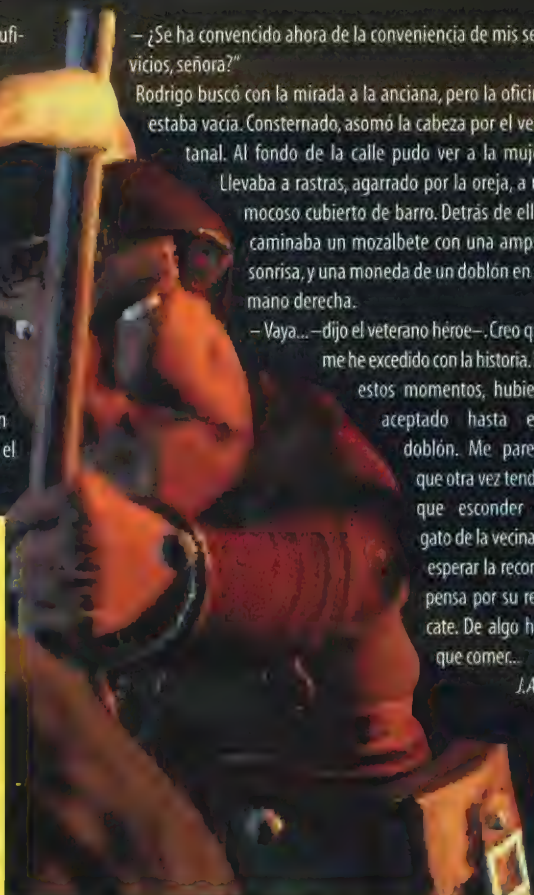 ufi-
n
el
– ¿Se ha convencido ahora de la conveniencia de mis se
vicios, señora?"
Rodrigo buscó con la mirada a la anciana, pero la oficin
estaba vacía. Consternado, asomó la cabeza por el ve
tanal. Al fondo de la calle pudo ver a la muje
Llevaba a rastras, agarrado por la oreja, a u
mocoso cubierto de barro. Detrás de ell
caminaba un mozalbete con una amp
sonrisa, y una moneda de un doblón en
mano derecha.
– Vaya... –dijo el veterano héroe–. Creo q
me he excedido con la historia.
estos momentos, hubie
aceptado hasta e
doblón. Me pare
que otra vez tend
que esconder
gato de la vecina
esperar la recor
pensa por su re
cate. De algo h
que comer...
J.A